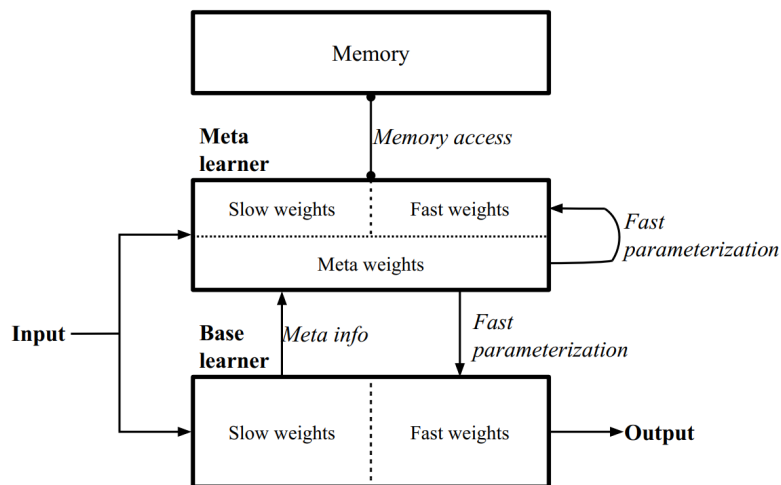 Memory
Meta
learner
Memory access
Slow weights
Fast weights
Fast
parameterization
Meta weights
Input
Base
learner
Meta info
Fast
parameterization
Slow weights
Fast weights
Output